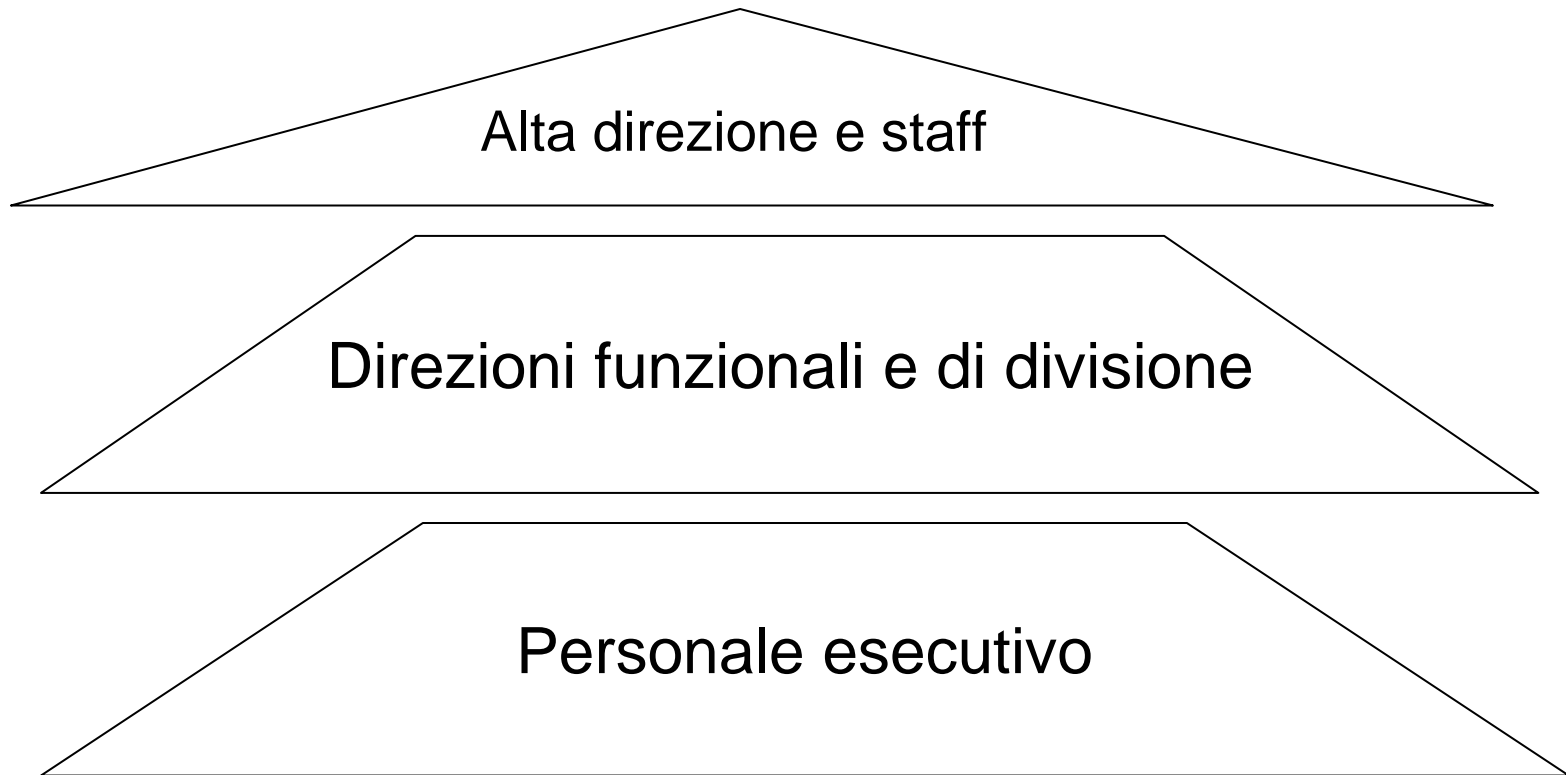 Alta direzione e staff
Direzioni funzionali e di divisione
Personale esecutivo